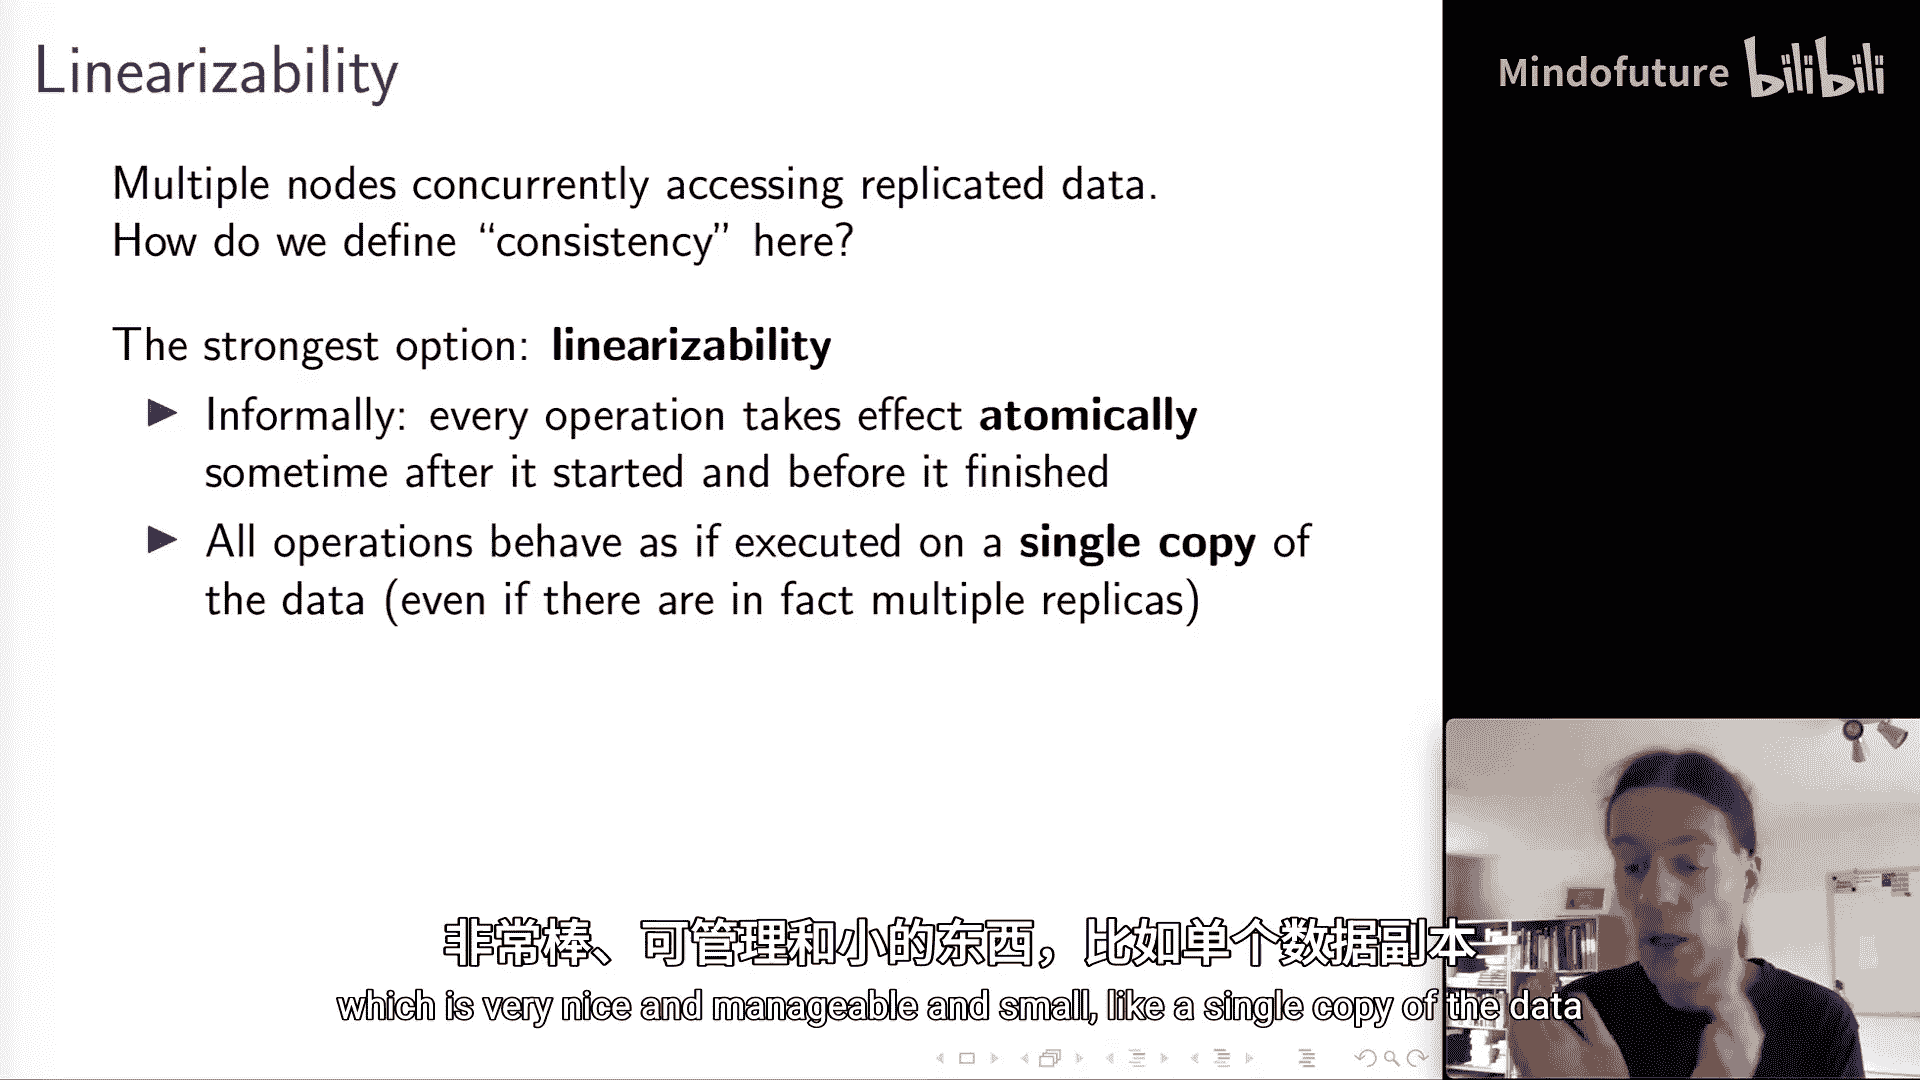 Linearizability
Mindofuture bilibili
Multiple nodes concurrently accessing replicated data.
How do we define “consistency” here?
The strongest option: linearizability
Informally: every operation takes effect atomically
sometime after it started and before it finished
All operations behave as if executed on a single copy of
the data (even if there are in fact multiple replicas)
非常棒、可管理和小的东西，比如单个数据副本
which is very nice and manageable and small, like a single copy of the data